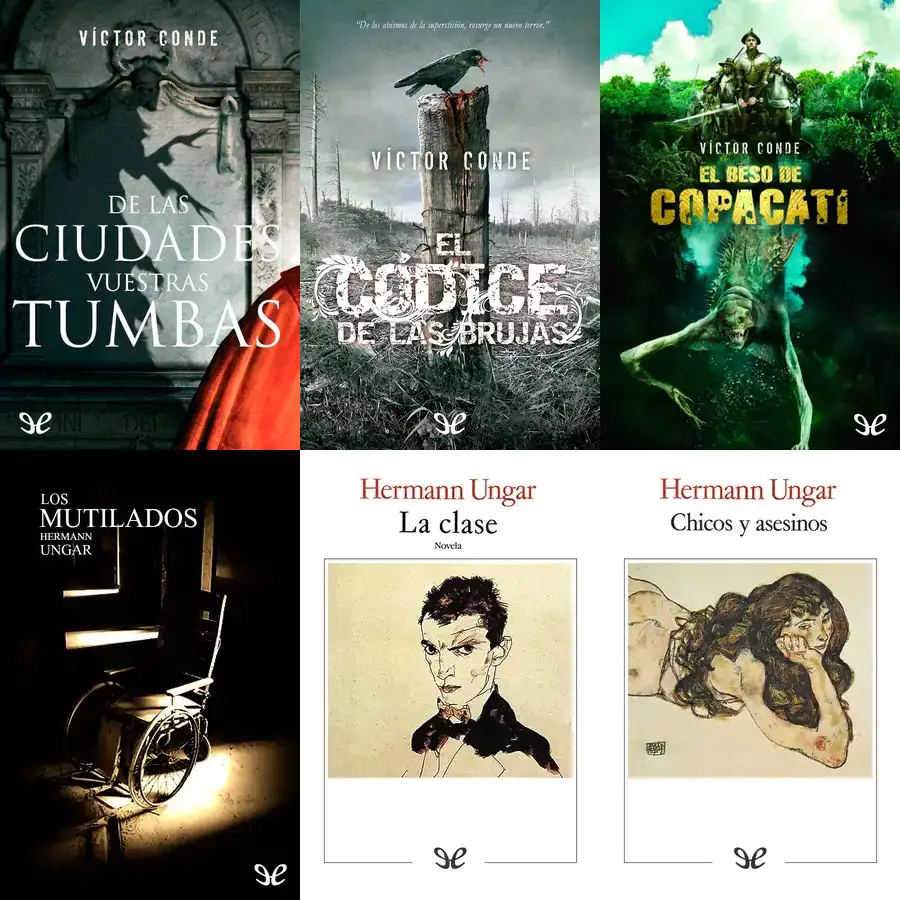 VÍCTOR CONDE
DE LAS
CIUDADES
VUESTRAS
TUMBAS
"De los abismos de la superstición, resurge un nuevo terror."
VÍCTOR CONDE
EL
CÓDICE
DE LAS BRUJAS
VÍCTOR CONDE
EL BESO DE
COPACATI
LOS
MUTILADOS
HERMANN
UNGAR
Hermann Ungar
La clase
Novela
Hermann Ungar
Chicos y asesinos